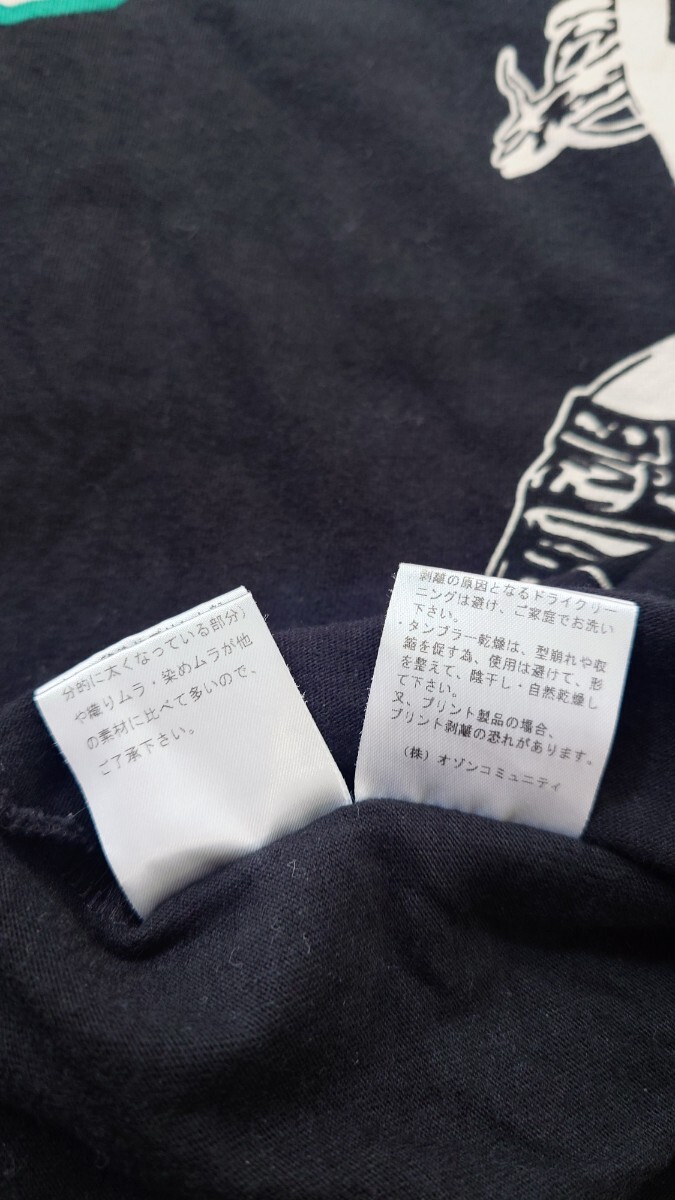 分的に太くなっている部分)
や織りムラ・染めムラが他
の素材に比べて多いので、
ご了承下さい。
剥離の原因となるドライクリー
ニングは避け、ご家庭でお洗い
下さい。
・タンブラー乾燥は、型崩れや収
縮を促す為、使用は避けて、形
を整えて、陰干し・自然乾燥し
て下さい。
又、プリント製品の場合、
プリント剥離の恐れがあります。
(株)オゾンコミュニティ